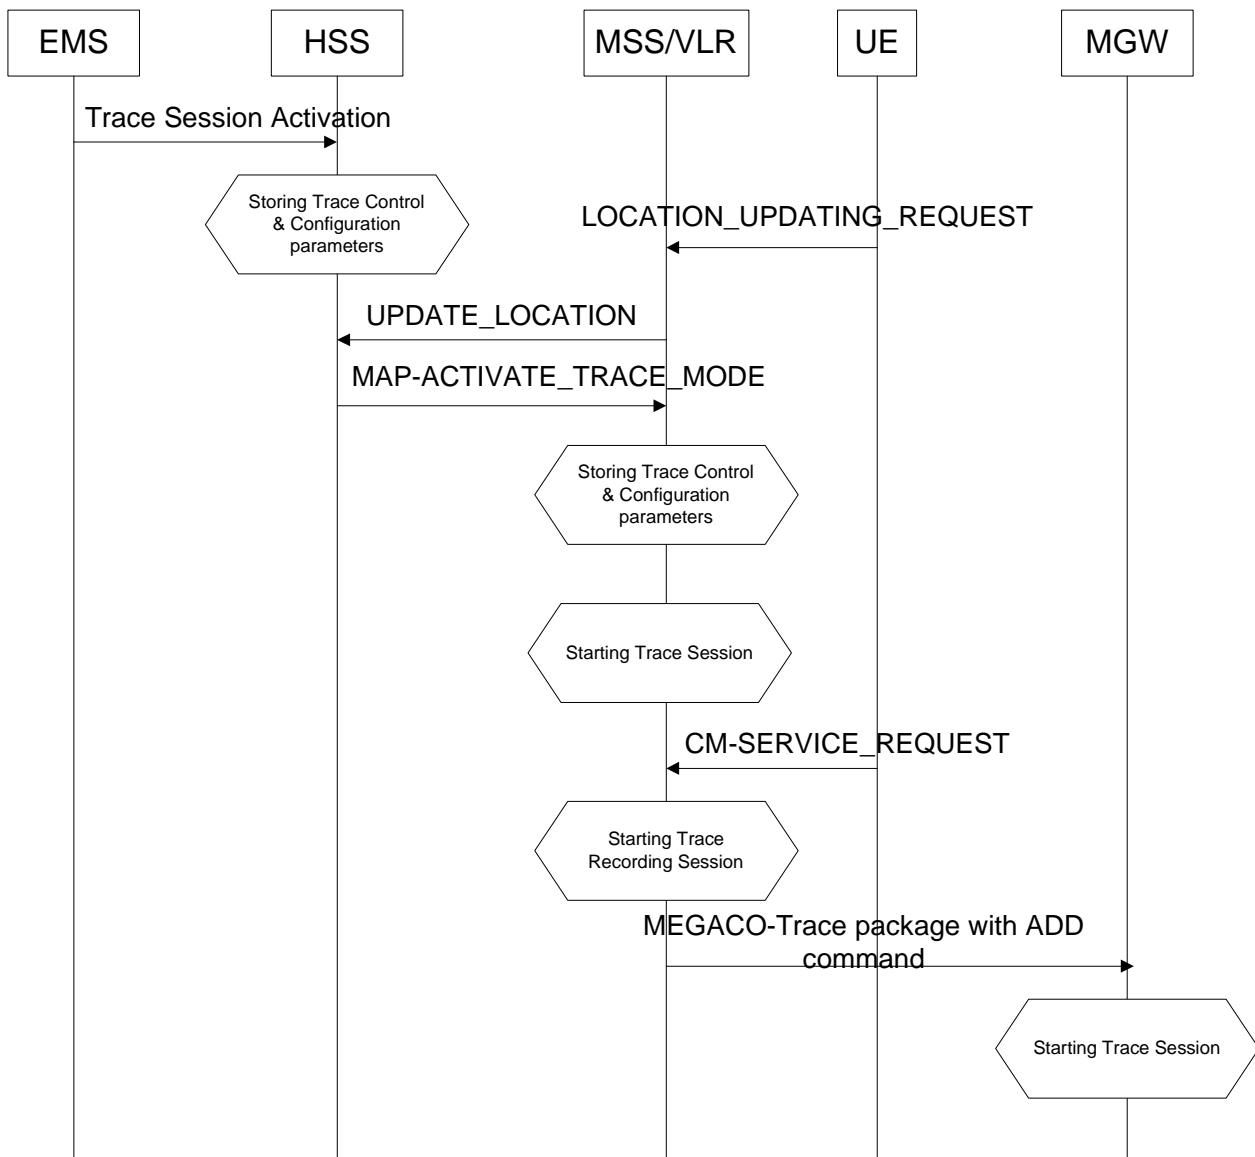 EMS
HSS
MSS/VLR
UE
MGW
Trace Session Activation
Storing Trace Control
& Configuration
parameters
LOCATION_UPDATING_REQUEST
UPDATE_LOCATION
MAP-ACTIVATE_TRACE_MODE
Storing Trace Control
& Configuration
parameters
Starting Trace Session
CM-SERVICE_REQUEST
Starting Trace
Recording Session
MEGACO-Trace package with ADD
command
Starting Trace Session